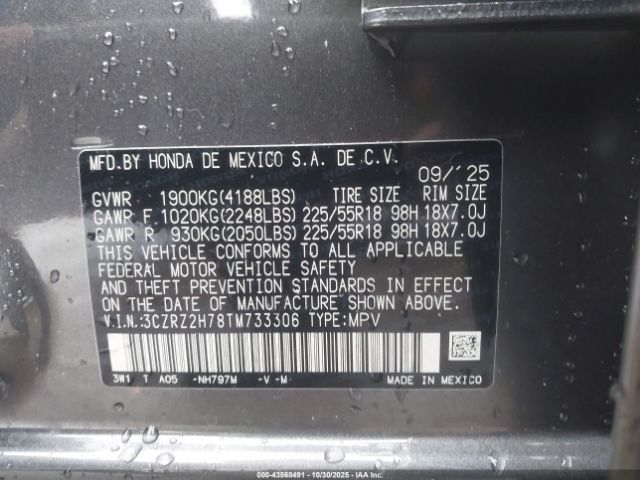 MFD.BY HONDA DE MEXICO S.A. DE C.V.
09/'25
GVWR 1900KG(4188LBS) TIRE SIZE RIM SIZE
GAWR F.1020KG(2248LBS) 225/55R18 98H 18X7.0J
GAWR R 930KG(2050LBS) 225/55R18 98H 18X7.0J
THIS VEHICLE CONFORMS TO ALL APPLICABLE
FEDERAL MOTOR VEHICLE SAFETY
AND THEFT PREVENTION STANDARDS IN EFFECT
ON THE DATE OF MANUFACTURE SHOWN ABOVE.
V.I.N.:3CZRZ2H78TM733306 TYPE:MPV
3W1 T A05 -NH797M -V -M MADE IN MEXICO
000-43568491 - 10/30/2025 - IAAI.COM/TERMS